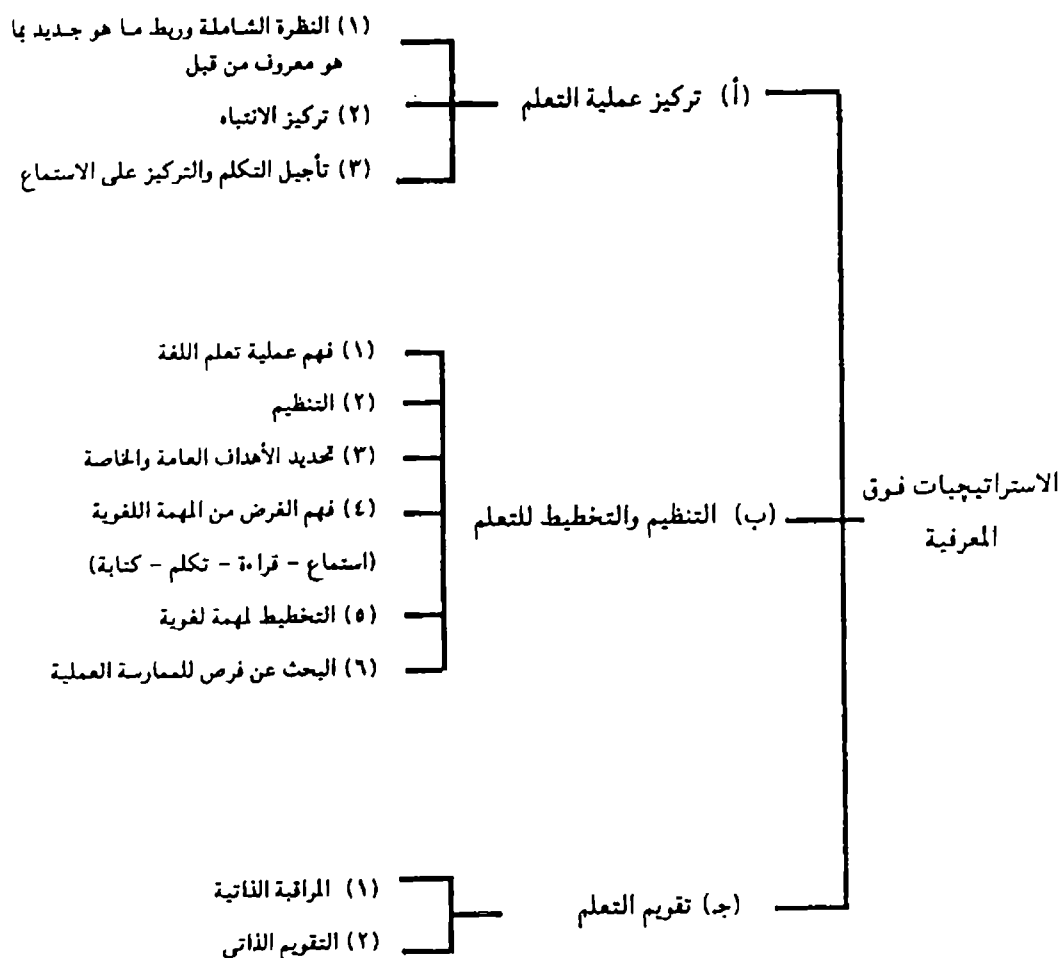 الاستراتيچيات فوق
المعرفية
(أ) تركيز عملية التعلم
(١) النظرة الشاملة وربط ما هو جديد بما
هو معروف من قبل
(٢) تركيز الانتباه
(٣) تأجيل التكلم والتركيز على الاستماع
(ب) التنظيم والتخطيط للتعلم
(١) فهم عملية تعلم اللغة
(٢) التنظيم
(٣) تحديد الأهداف العامة والخاصة
(٤) فهم الغرض من المهمة اللغوية
(استماع - قراءة - تكلم - كتابة)
(٥) التخطيط لمهمة لغوية
(٦) البحث عن فرص للممارسة العملية
(جـ) تقويم التعلم
(١) المراقبة الذاتية
(٢) التقويم الذاتي